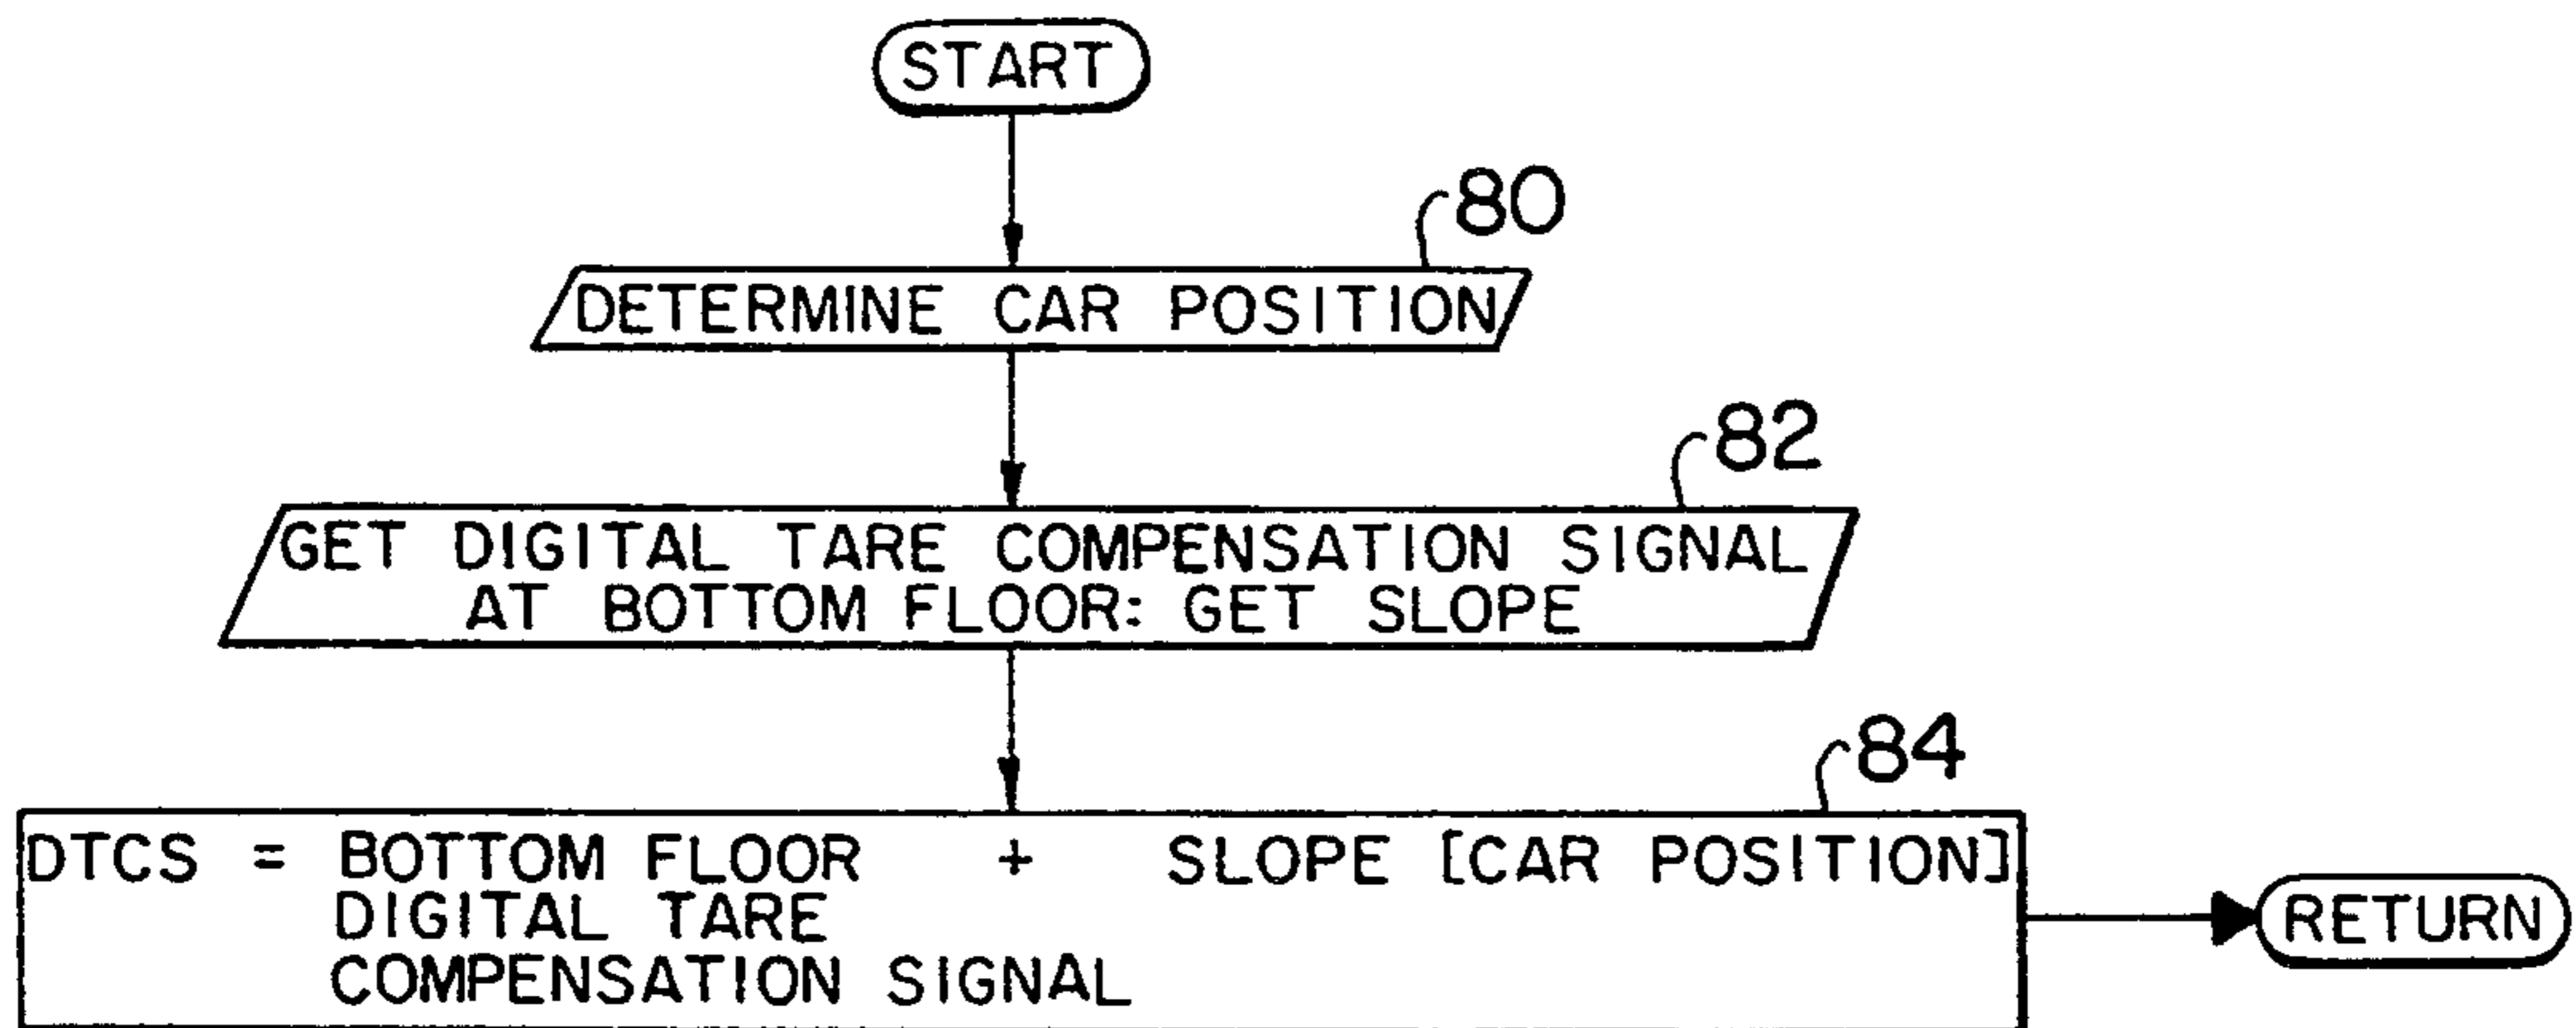 START
80
DETERMINE CAR POSITION
82
GET DIGITAL TARE COMPENSATION SIGNAL
AT BOTTOM FLOOR: GET SLOPE
84
DTCS = BOTTOM FLOOR + SLOPE [CAR POSITION]
DIGITAL TARE
COMPENSATION SIGNAL
RETURN